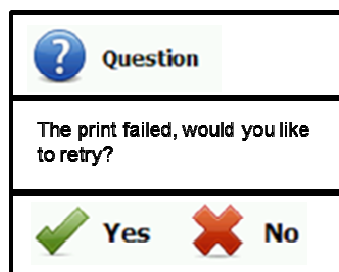 Question
The print failed, would you like
to retry?
Yes
No